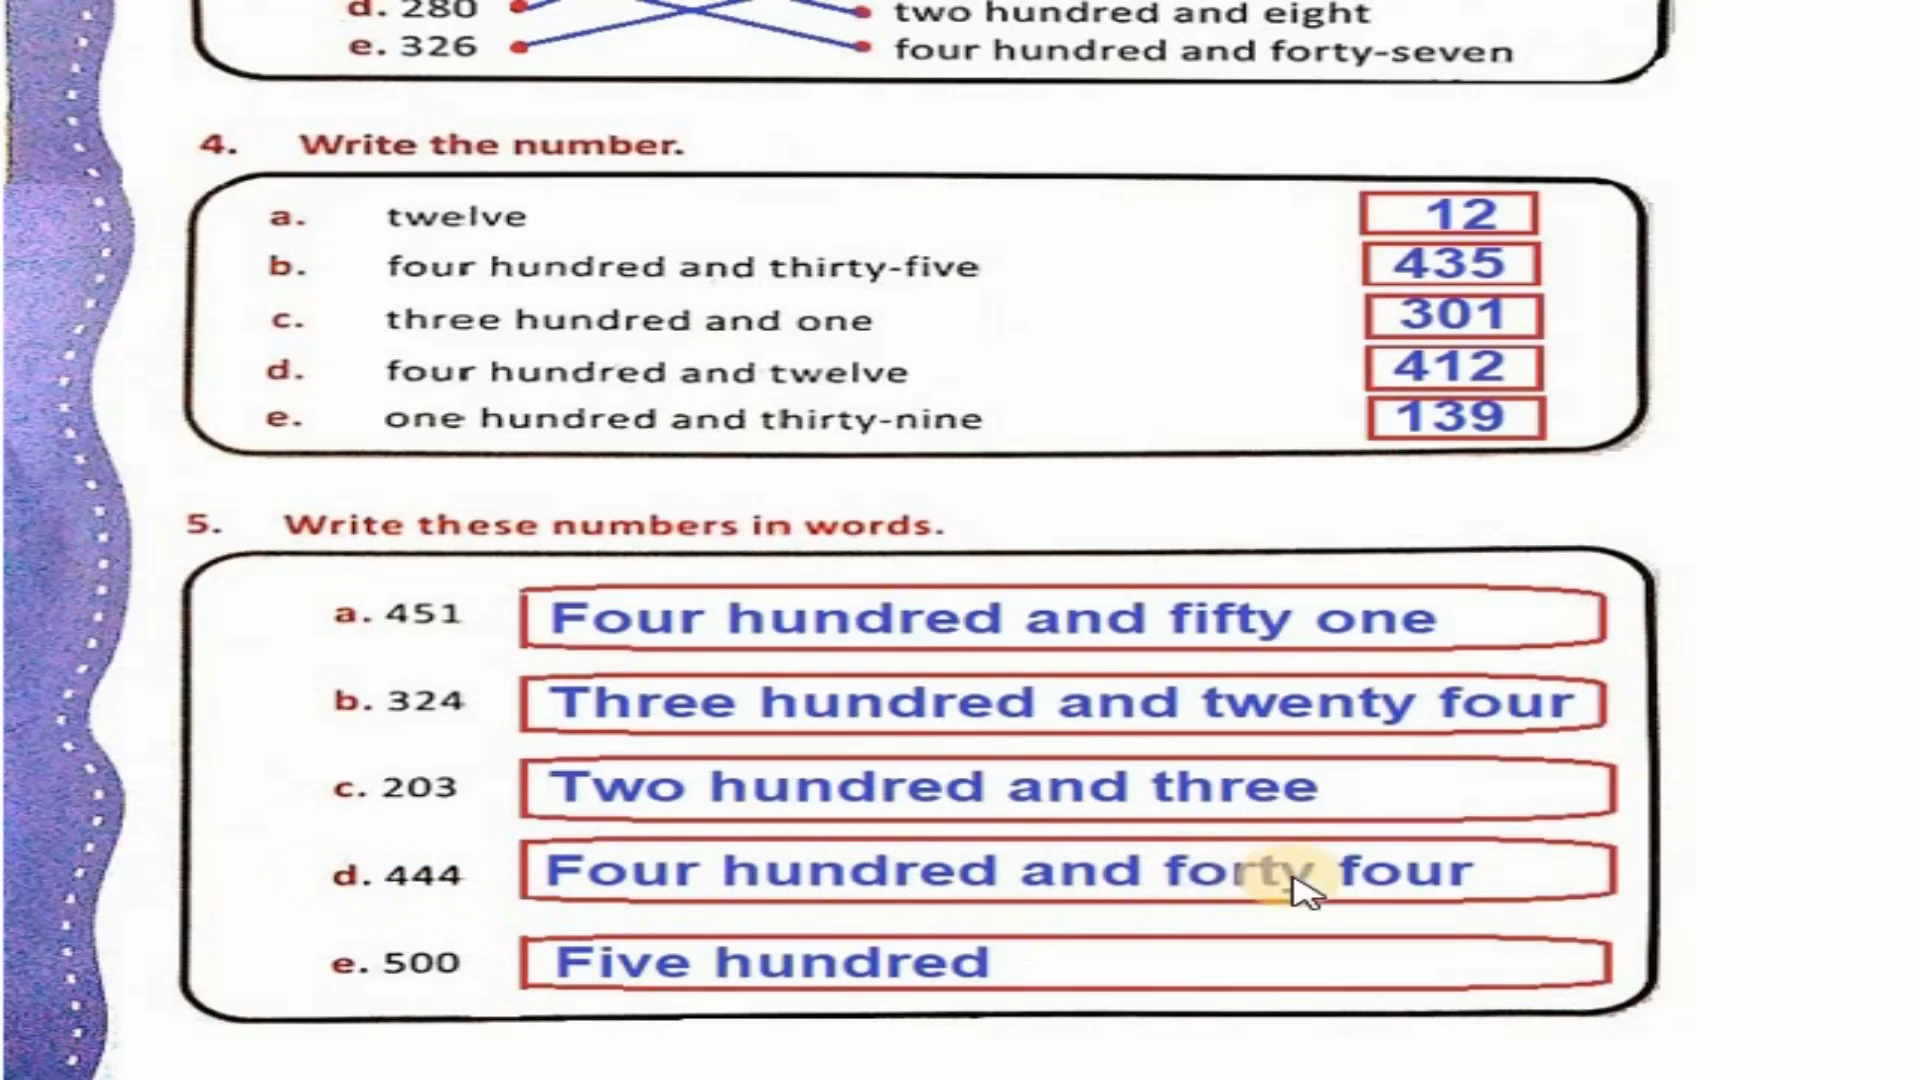 d. 280 two hundred and eight
e. 326 four hundred and forty-seven
4. Write the number.
a. twelve 12
b. four hundred and thirty-five 435
c. three hundred and one 301
d. four hundred and twelve 412
e. one hundred and thirty-nine 139
5. Write these numbers in words.
a. 451 Four hundred and fifty one
b. 324 Three hundred and twenty four
c. 203 Two hundred and three
d. 444 Four hundred and forty four
e. 500 Five hundred